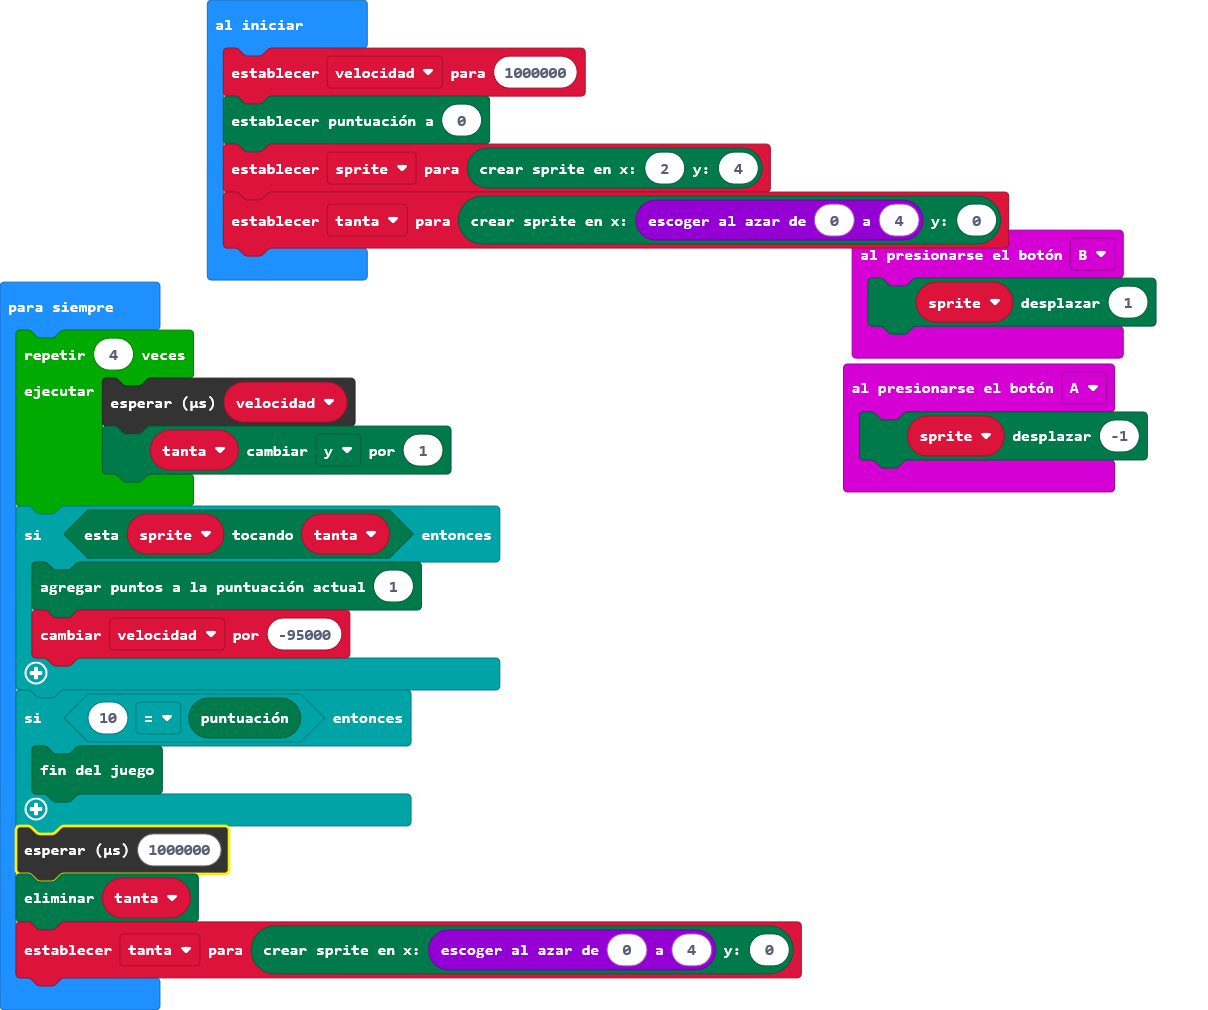 al iniciar
establecer velocidad para 1000000
establecer puntuación a 0
establecer sprite para crear sprite en x: 2 y: 4
establecer tanta para crear sprite en x: escoger al azar de 0 a 4 y: 0
al presionarse el botón B
sprite desplazar 1
al presionarse el botón A
sprite desplazar -1
para siempre
repetir 4 veces
ejecutar
esperar (µs) velocidad
tanta cambiar y por 1
si esta sprite tocando tanta entonces
agregar puntos a la puntuación actual 1
cambiar velocidad por -95000
si 10 = puntuación entonces
fin del juego
esperar (µs) 1000000
eliminar tanta
establecer tanta para crear sprite en x: escoger al azar de 0 a 4 y: 0